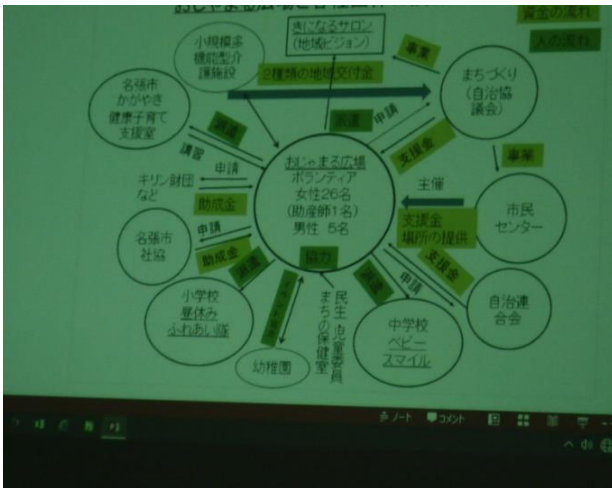 資金の流れ
人の流れ
きになるサロン
(地域ビジョン)
小規模多
機能型介
護施設
2種類の地域交付金
事業
まちづくり
(自治協
議会)
名張市
かがやき
健康子育て
支援室
派遣
講習
派遣
申請
支援金
事業
おじゃまる広場
ボランティア
女性26名
(助産師1名)
男性 5名
協力
申請
キリン財団
など
助成金
主催
支援金
場所の提供
市民
センター
名張市
社協
申請
助成金
派遣
小学校
昼休み
ふれあい隊
幼稚園
民生・児童委員
まちの保健室
派遣
申請
支援金
中学校
ベビー
スマイル
自治連
合会
ノート
コメント